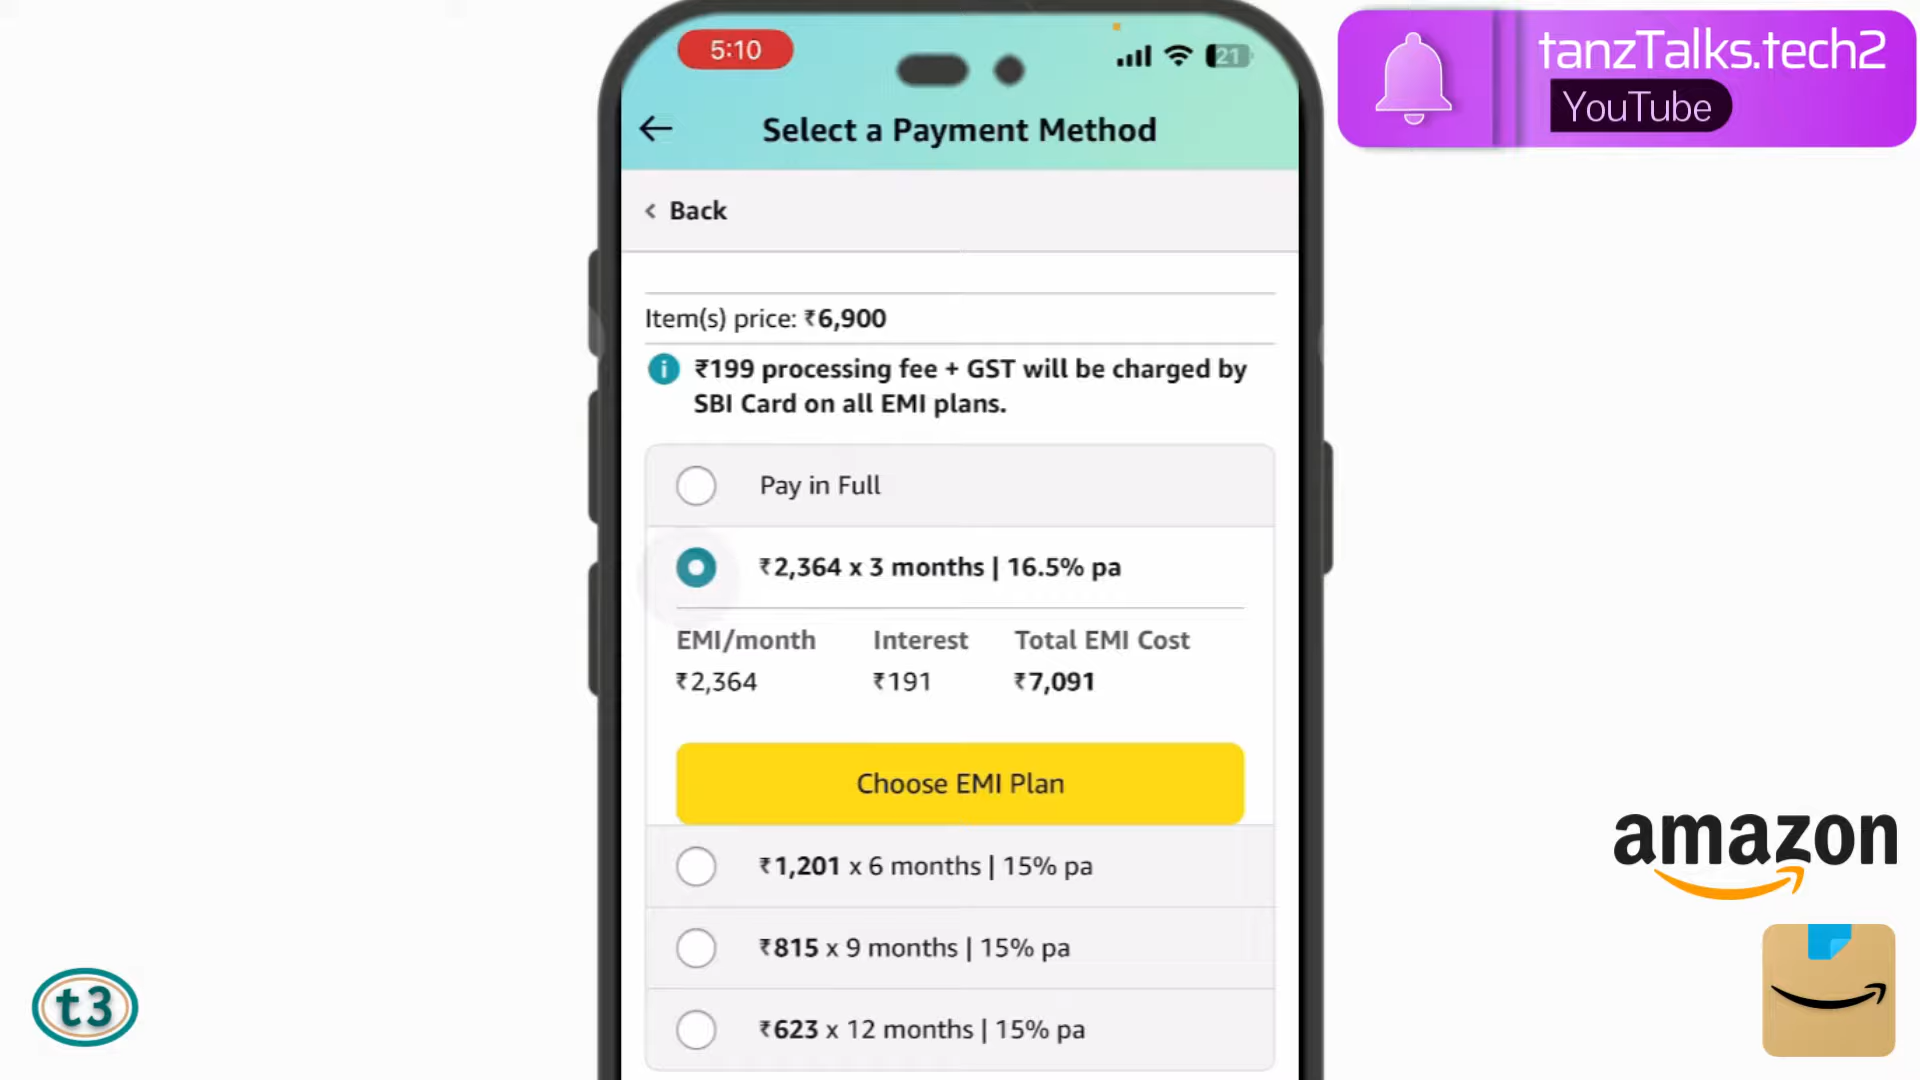 5:10
21
tanzTalks.tech2
YouTube
Select a Payment Method
Back
Item(s) price: ₹6,900
₹199 processing fee + GST will be charged by
SBI Card on all EMI plans.
Pay in Full
₹2,364 x 3 months | 16.5% pa
EMI/month Interest Total EMI Cost
₹2,364 ₹191 ₹7,091
Choose EMI Plan
₹1,201 x 6 months | 15% pa
₹815 x 9 months | 15% pa
₹623 x 12 months | 15% pa
amazon
t3